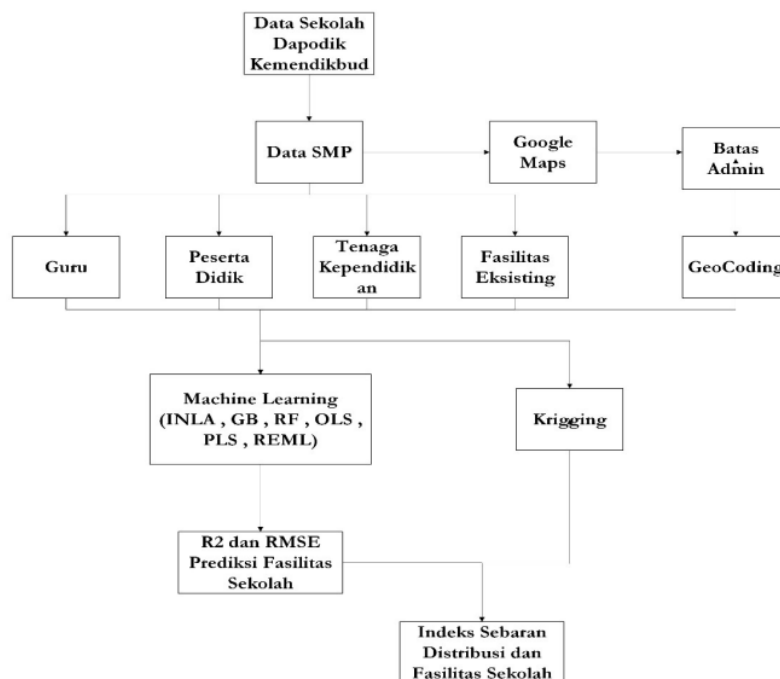 Data Sekolah
Dapodik
Kemendikbud
Data SMP
Google
Maps
Batas
Admin
Guru
Peserta
Didik
Tenaga
Kependidik
an
Fasilitas
Eksisting
GeoCoding
Machine Learning
(INLA , GB , RF , OLS ,
PLS , REML)
Krigging
R2 dan RMSE
Prediksi Fasilitas
Sekolah
Indeks Sebaran
Distribusi dan
Fasilitas Sekolah